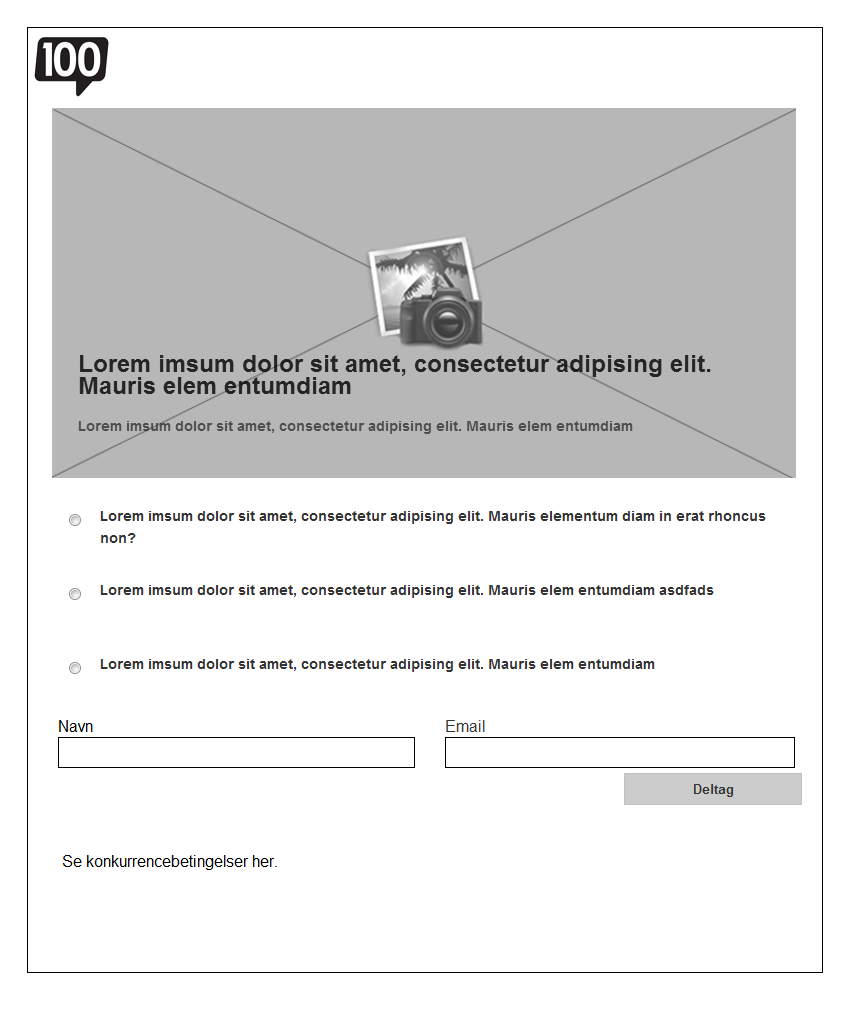 100
Lorem imsum dolor sit amet, consectetur adipising elit.
Mauris elem entumdiam
Lorem imsum dolor sit amet, consectetur adipising elit. Mauris elem entumdiam
Lorem imsum dolor sit amet, consectetur adipising elit. Mauris elementum diam in erat rhoncus
non?
Lorem imsum dolor sit amet, consectetur adipising elit. Mauris elem entumdiam asdfads
Lorem imsum dolor sit amet, consectetur adipising elit. Mauris elem entumdiam
Navn
Email
Deltag
Se konkurrencebetingelser her.